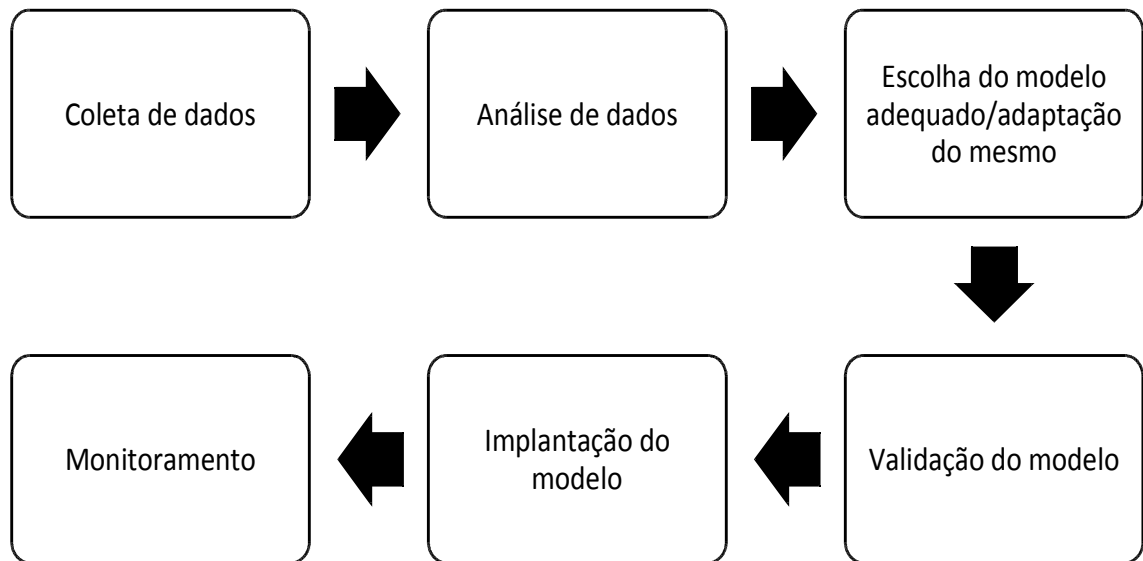 Coleta de dados
Análise de dados
Escolha do modelo
adequado/adaptação
do mesmo
Validação do modelo
Implantação do
modelo
Monitoramento